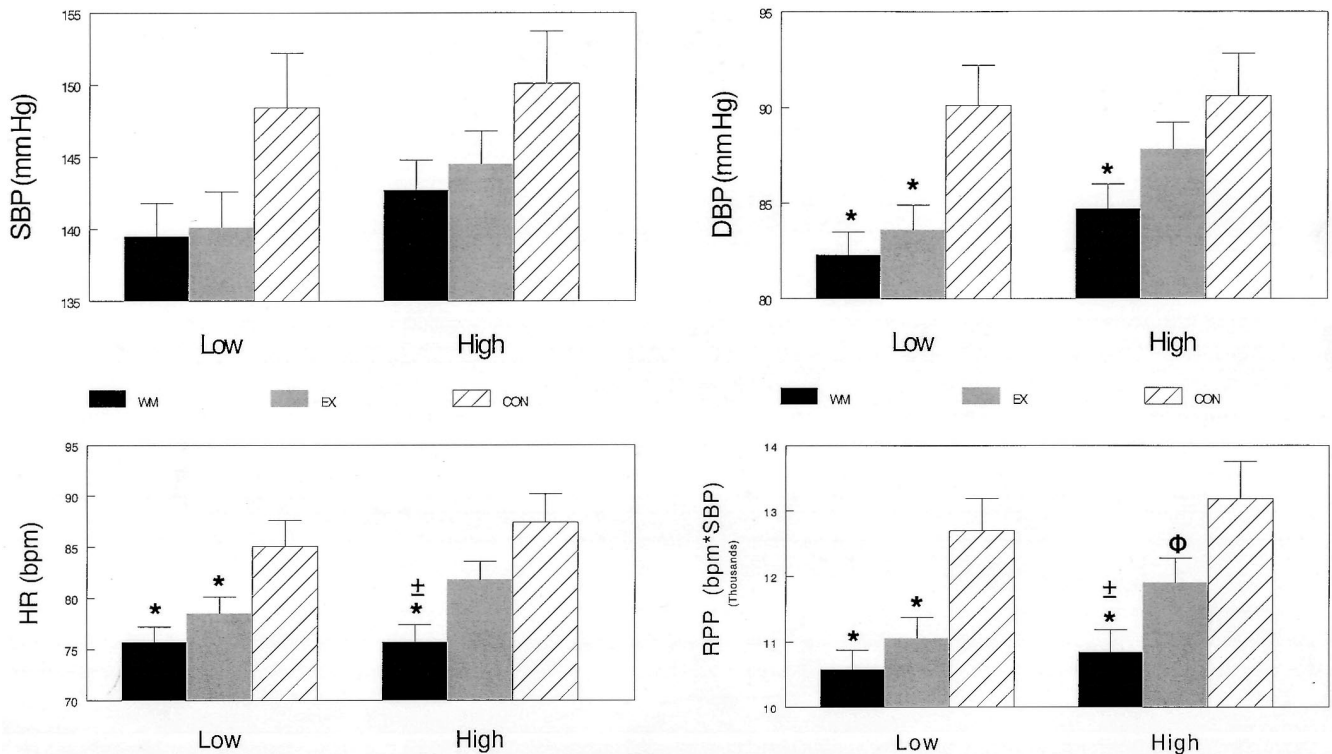 SBP (mmHg)
155
150
145
140
135
Low
High
DBP (mmHg)
95
90
85
80
*
*
*
Low
High
WM
EX
CON
WM
EX
CON
HR (bpm)
95
90
85
80
75
70
*
*
±
*
Low
High
RPP (bpm*SBP)
(Thousands)
14
13
12
11
10
*
*
±
*
Φ
Low
High